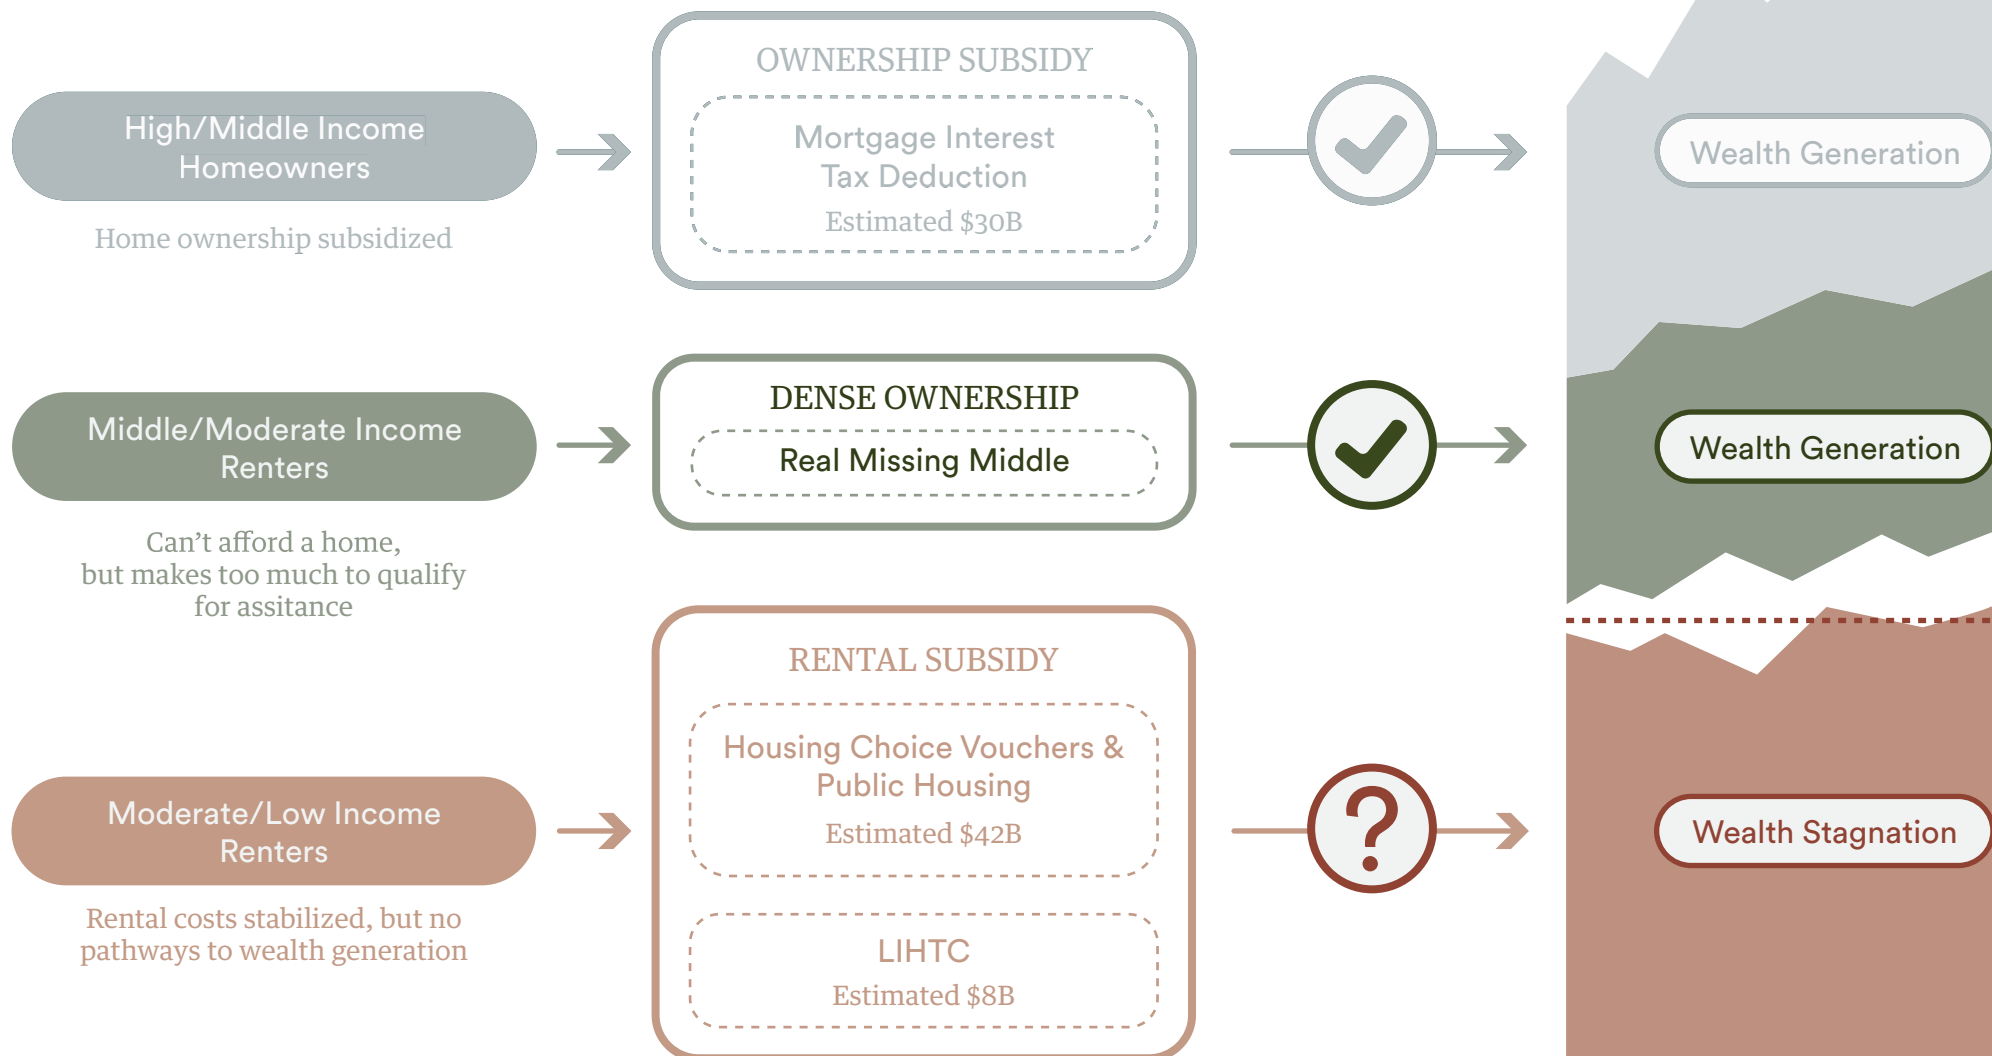 OWNERSHIP SUBSIDY
High/Middle Income
Homeowners
Home ownership subsidized
Mortgage Interest
Tax Deduction
Estimated $30B
Wealth Generation
Middle/Moderate Income
Renters
Can’t afford a home,
but makes too much to qualify
for assitance
DENSE OWNERSHIP
Real Missing Middle
Wealth Generation
Moderate/Low Income
Renters
Rental costs stabilized, but no
pathways to wealth generation
RENTAL SUBSIDY
Housing Choice Vouchers &
Public Housing
Estimated $42B
LIHTC
Estimated $8B
?
Wealth Stagnation